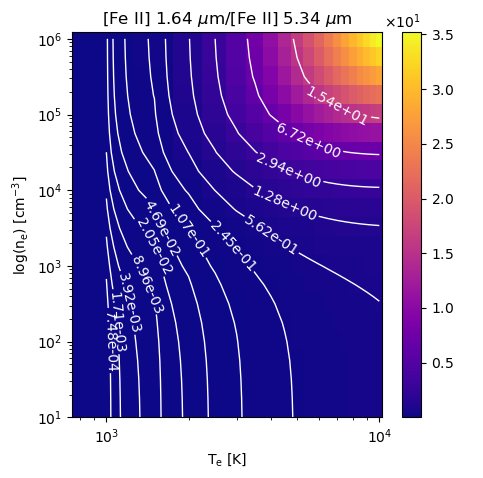 [Fe II] 1.64 μm/[Fe II] 5.34 μm
×10¹
log(nₑ) [cm⁻³]
10⁶
10⁵
10⁴
10³
10²
10¹
1.54e+01
6.72e+00
2.94e+00
1.28e+00
5.62e-01
2.45e-01
1.07e-01
4.69e-02
2.05e-02
8.96e-03
3.92e-03
1.71e-03
7.48e-04
3.5
3.0
2.5
2.0
1.5
1.0
0.5
10³
10⁴
Tₑ [K]